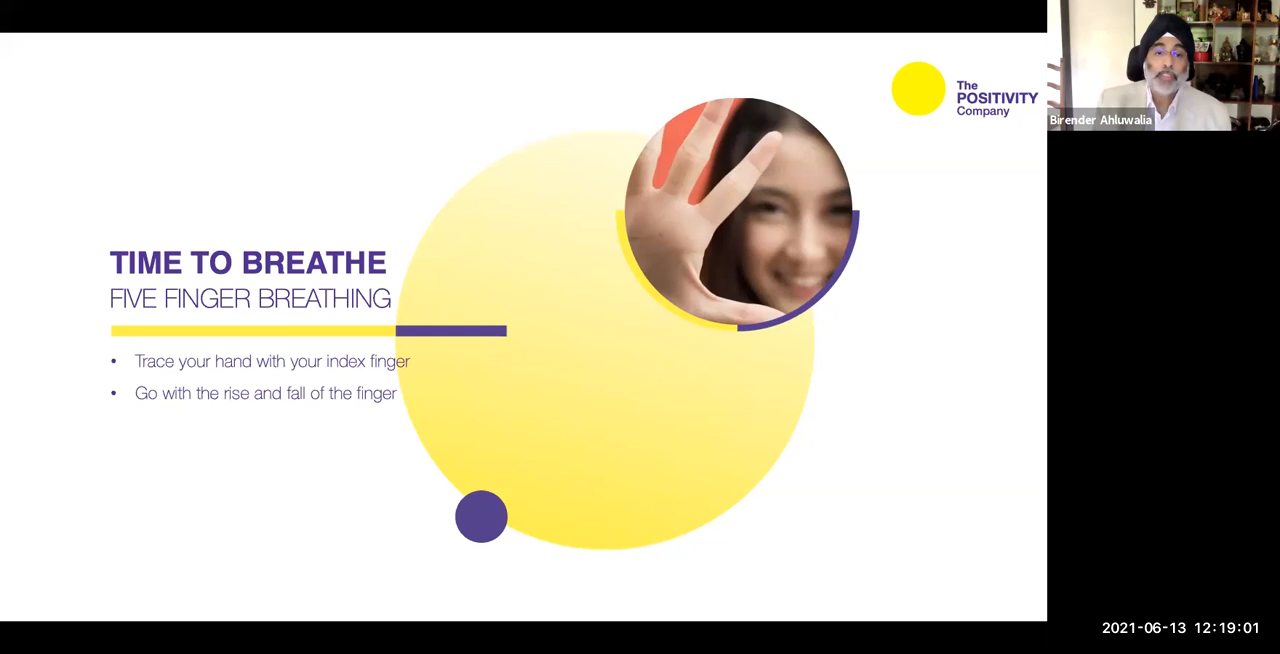 The
POSITIVITY
Company
Birender Ahluwalia
TIME TO BREATHE
FIVE FINGER BREATHING
• Trace your hand with your index finger
• Go with the rise and fall of the finger
2021-06-13 12:19:01